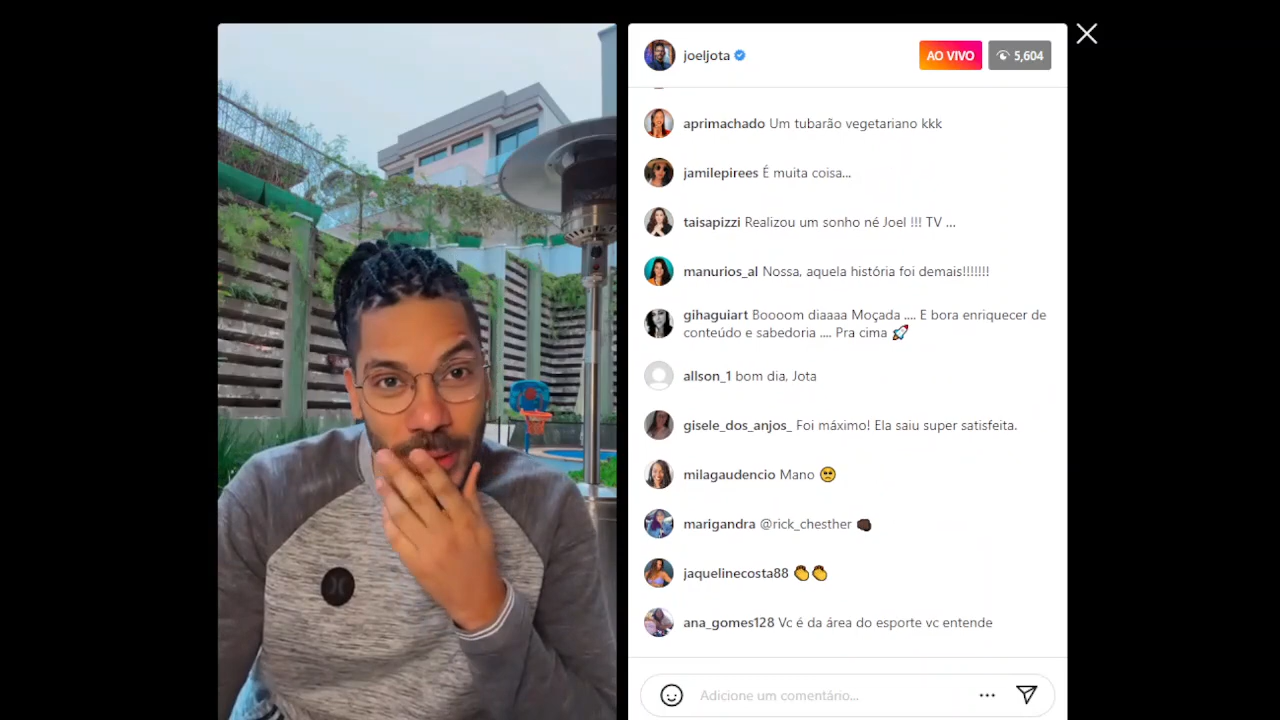 joeljota
AO VIVO
5,604
aprimachado Um tubarão vegetariano kkk
jamilepirees É muita coisa...
taisapizzi Realizou um sonho né Joel !!! TV ...
manurios_al Nossa, aquela história foi demais!!!!!!!
gihaguiart Boooom diaaaa Moçada .... E bora enriquecer de
conteúdo e sabedoria .... Pra cima 🚀
allson_1 bom dia, Jota
gisele_dos_anjos_ Foi máximo! Ela saiu super satisfeita.
milagaudencio Mano 🥺
marigandra @rick_chesther ✊🏿
jaquelinecosta88 👏👏
ana_gomes128 Vc é da área do esporte vc entende
Adicione um comentário...